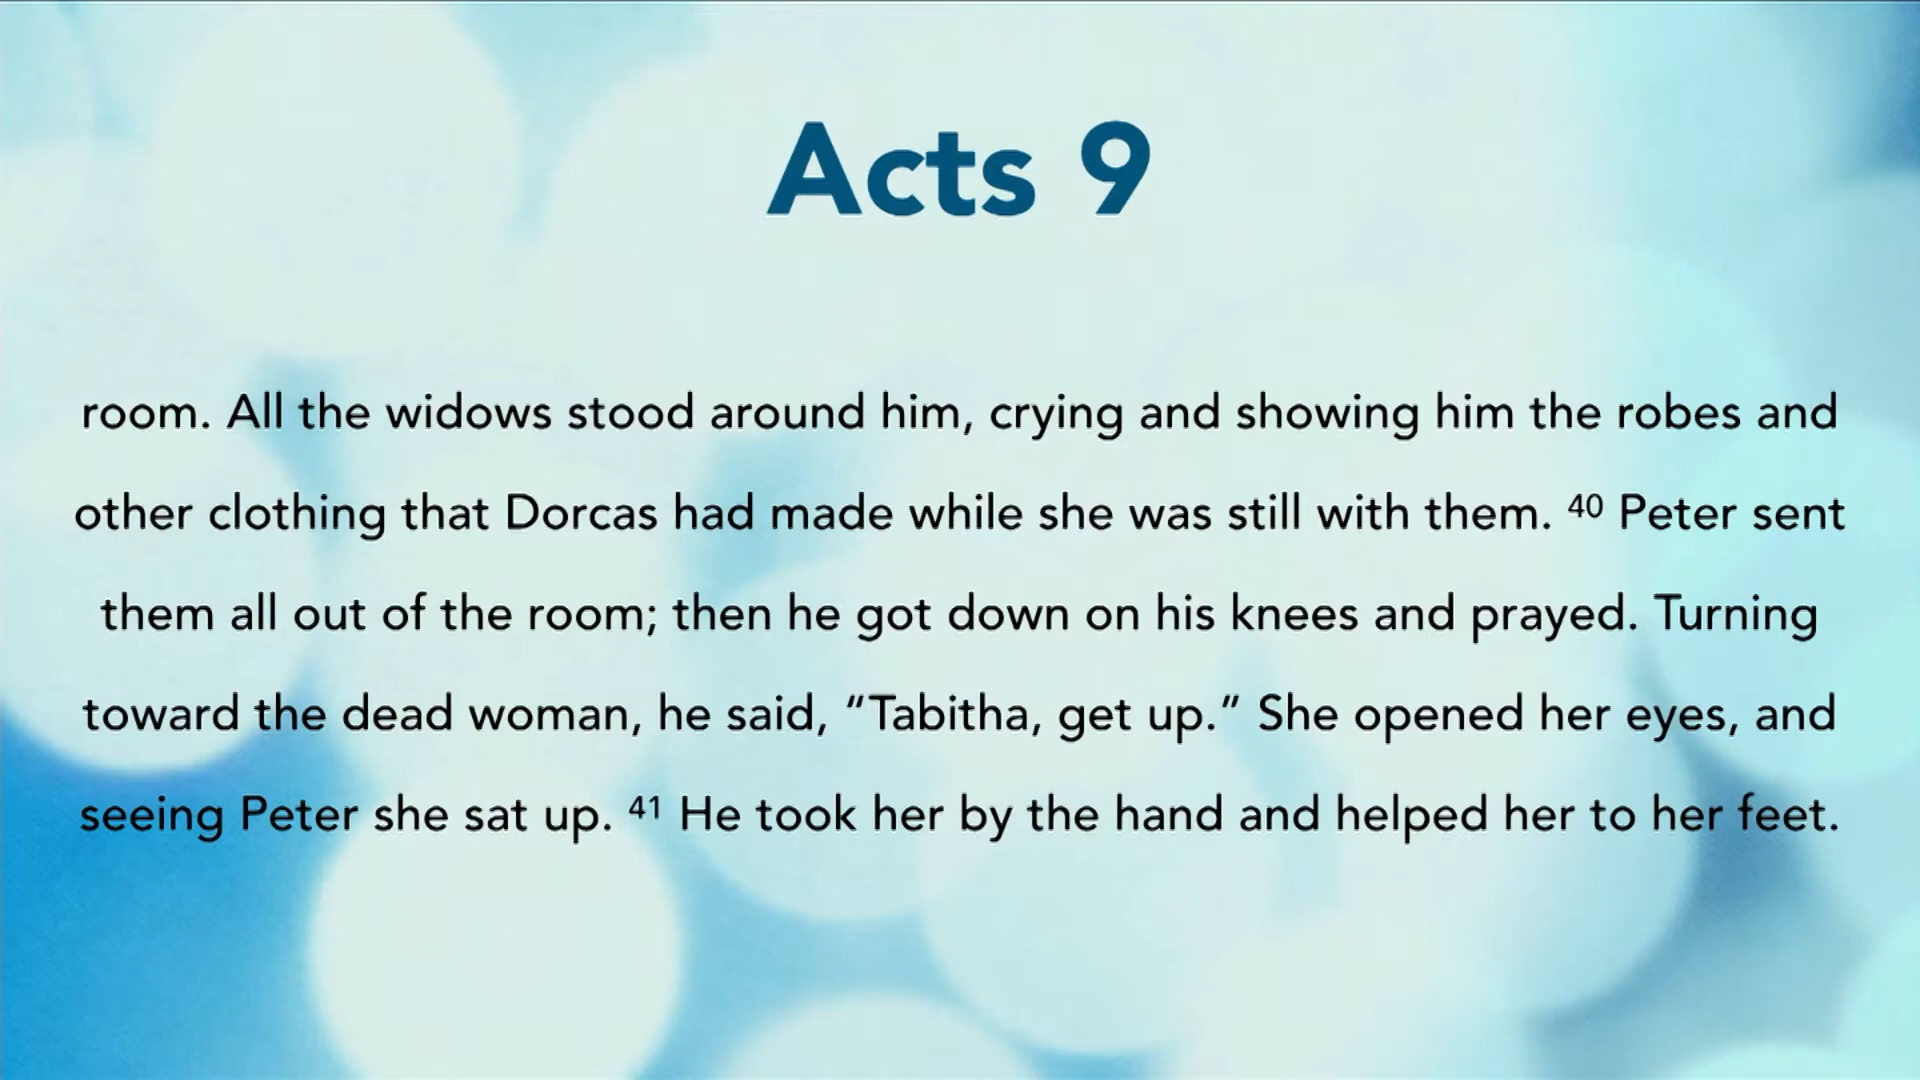 Acts 9
room. All the widows stood around him, crying and showing him the robes and
other clothing that Dorcas had made while she was still with them. 40 Peter sent
them all out of the room; then he got down on his knees and prayed. Turning
toward the dead woman, he said, “Tabitha, get up.” She opened her eyes, and
seeing Peter she sat up. 41 He took her by the hand and helped her to her feet.